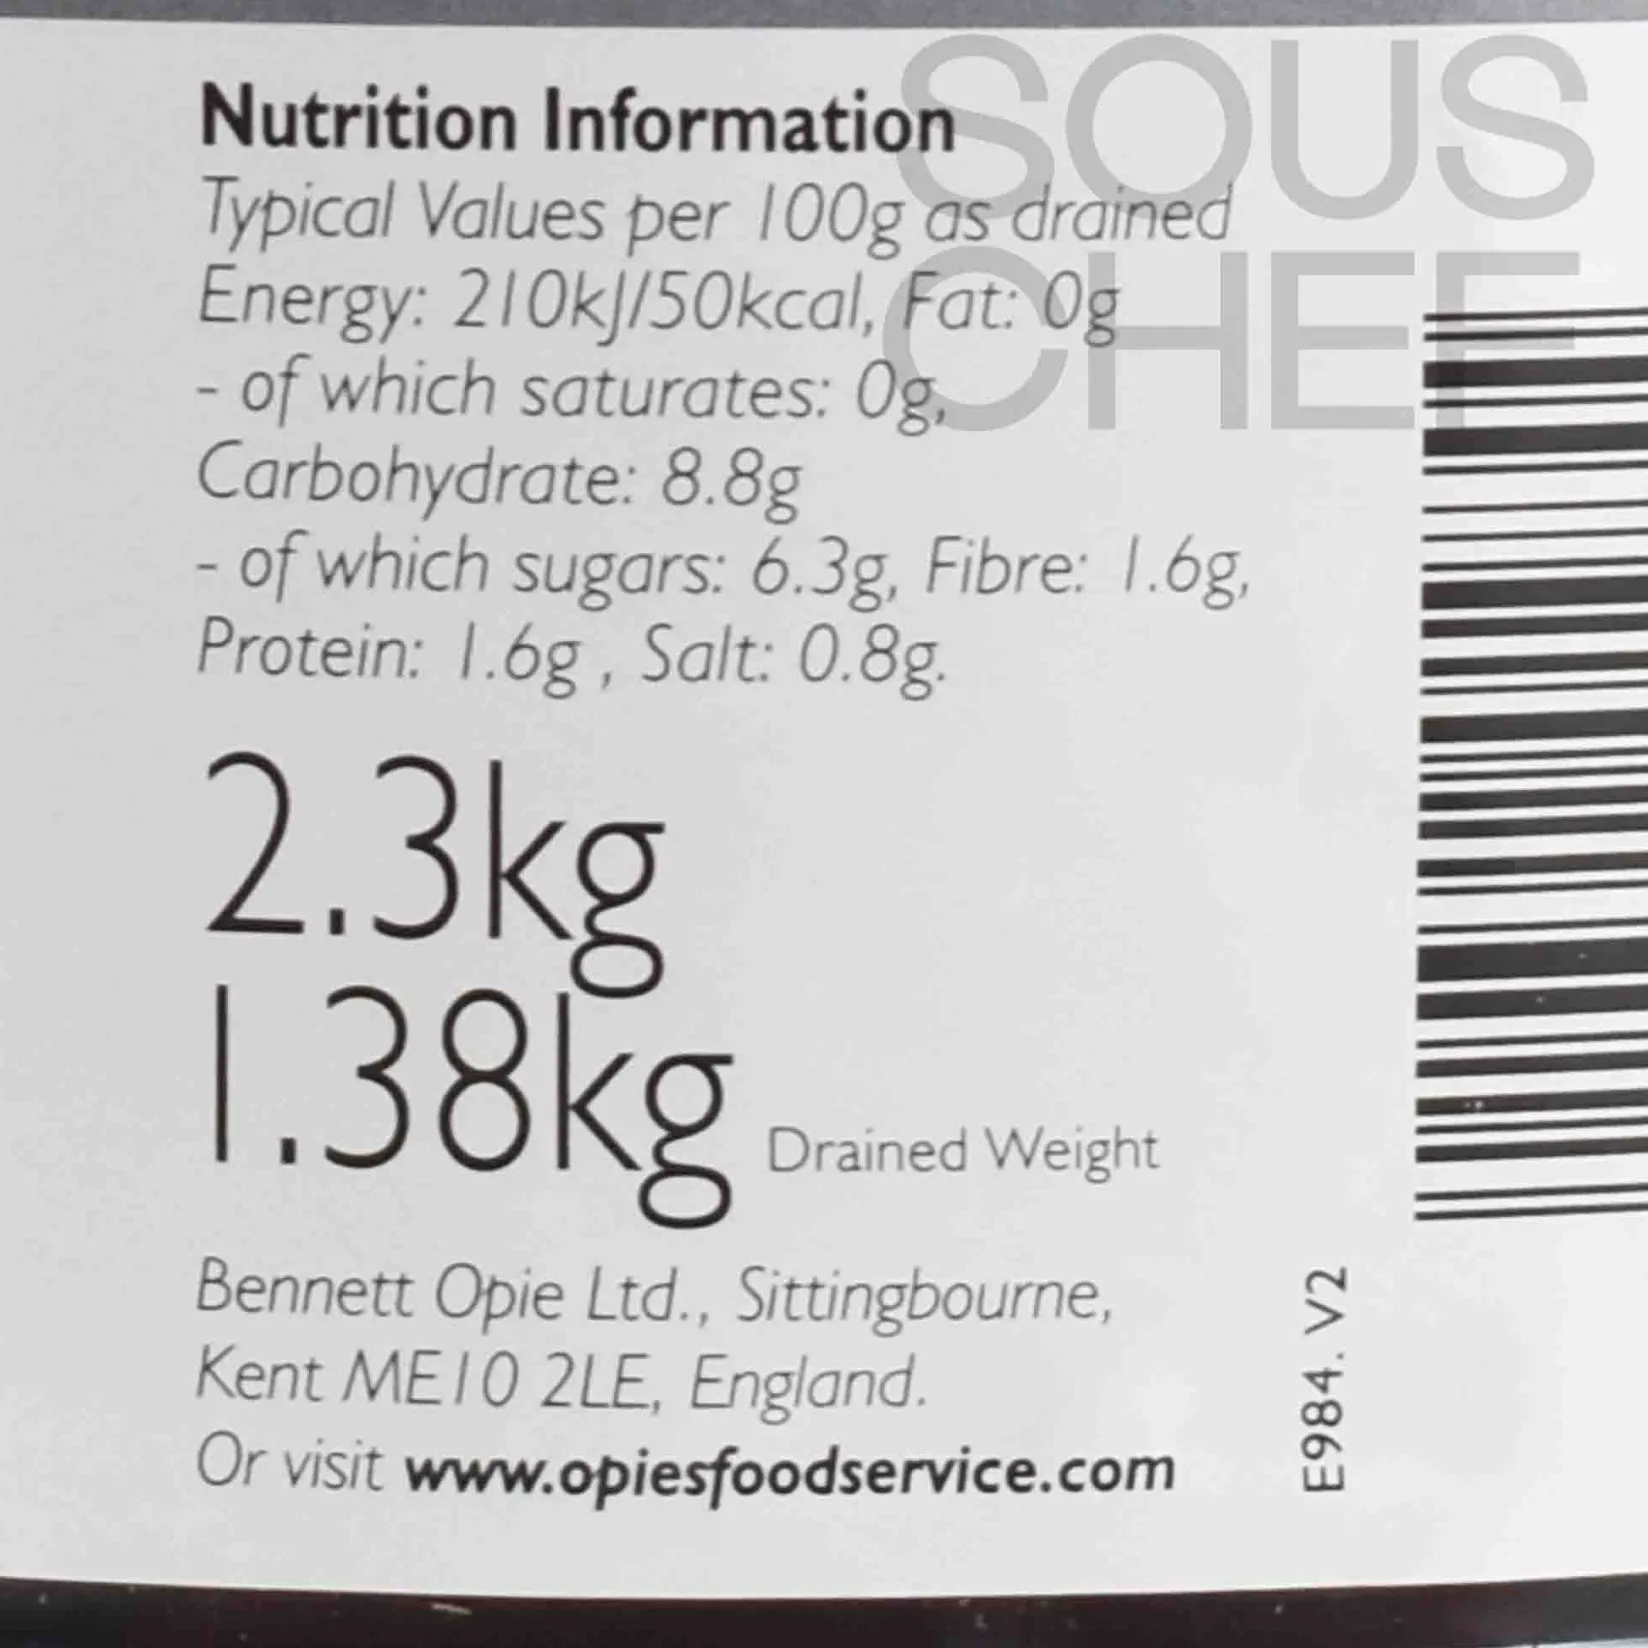 SOUS
CHEF
Nutrition Information
Typical Values per 100g as drained
Energy: 210kJ/50kcal, Fat: 0g
- of which saturates: 0g,
Carbohydrate: 8.8g
- of which sugars: 6.3g, Fibre: 1.6g,
Protein: 1.6g , Salt: 0.8g.
2.3kg
1.38kg Drained Weight
Bennett Opie Ltd., Sittingbourne,
Kent ME10 2LE, England.
Or visit www.opiesfoodservice.com
E984. V2